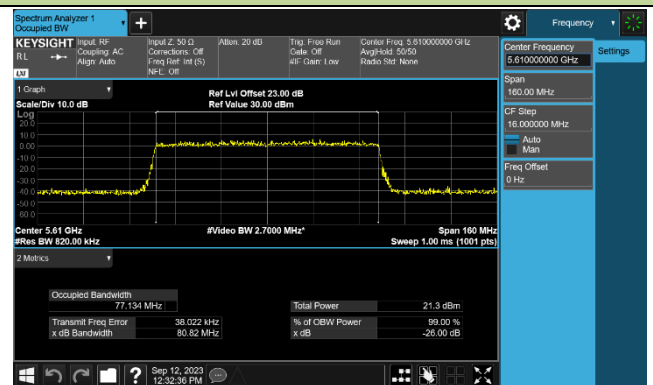 Spectrum Analyzer 1
Occupied BW
Frequency
KEYSIGHT
RL
LXI
Input: RF
Coupling: AC
Align: Auto
Input Z: 50 Ω
Corrections: Off
Freq Ref: Int (S)
NFE: Off
Atten: 20 dB
Trig: Free Run
Gate: Off
#IF Gain: Low
Center Freq: 5.610000000 GHz
Avg|Hold: 50/50
Radio Std: None
1 Graph
Scale/Div 10.0 dB
Ref Lvl Offset 23.00 dB
Ref Value 30.00 dBm
Log
20.0
10.0
0.00
-10.0
-20.0
-30.0
-40.0
-50.0
-60.0
Center 5.61 GHz
#Res BW 820.00 kHz
#Video BW 2.7000 MHz*
Span 160 MHz
Sweep 1.00 ms (1001 pts)
2 Metrics
Occupied Bandwidth
77.134 MHz
Transmit Freq Error 38.022 kHz
x dB Bandwidth 80.82 MHz
Total Power 21.3 dBm
% of OBW Power 99.00 %
x dB -26.00 dB
Sep 12, 2023
12:32:36 PM
Center Frequency
5.610000000 GHz
Span
160.00 MHz
CF Step
16.000000 MHz
Auto
Man
Freq Offset
0 Hz
Settings